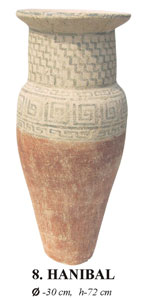 8. HANIBAL
Ø -30 cm, h-72 cm